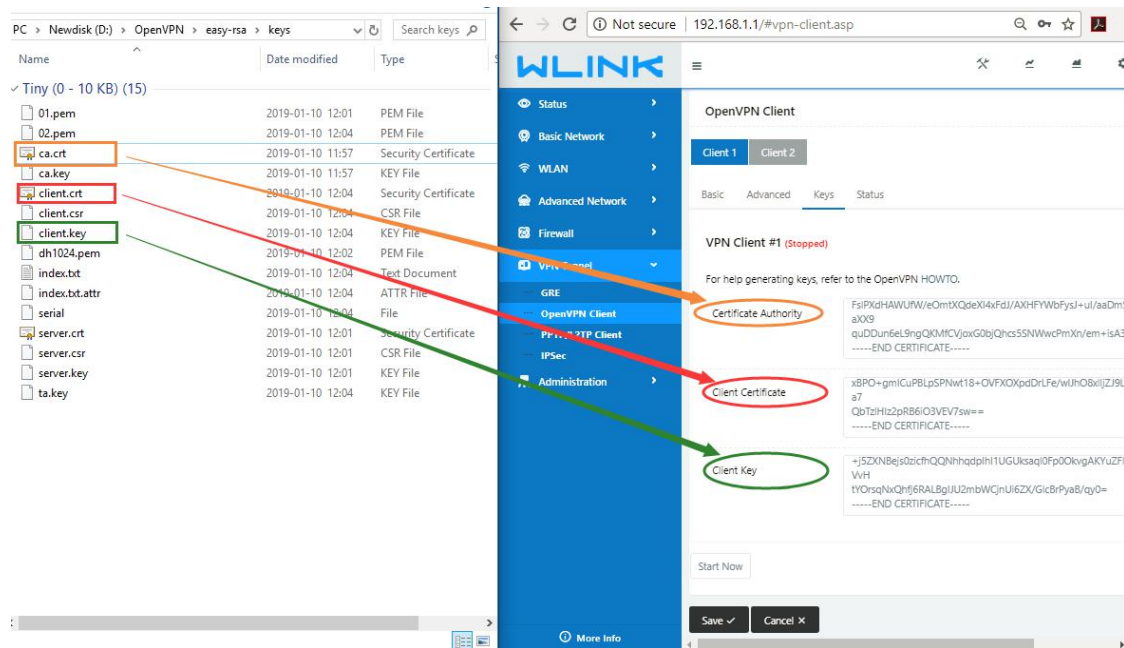 PC > Newdisk (D:) > OpenVPN > easy-rsa > keys
Search keys
Name Date modified Type
Tiny (0 - 10 KB) (15)
01.pem 2019-01-10 12:01 PEM File
02.pem 2019-01-10 12:04 PEM File
ca.crt 2019-01-10 11:57 Security Certificate
ca.key 2019-01-10 11:57 KEY File
client.crt 2019-01-10 12:04 Security Certificate
client.csr 2019-01-10 12:04 CSR File
client.key 2019-01-10 12:04 KEY File
dh1024.pem 2019-01-10 12:02 PEM File
index.txt 2019-01-10 12:04 Text Document
index.txt.attr 2019-01-10 12:04 ATTR File
serial 2019-01-10 12:04 File
server.crt 2019-01-10 12:01 Security Certificate
server.csr 2019-01-10 12:01 CSR File
server.key 2019-01-10 12:01 KEY File
ta.key 2019-01-10 12:04 KEY File
Not secure 192.168.1.1/#vpn-client.asp
WLINK
Status
Basic Network
WLAN
Advanced Network
Firewall
VPN Tunnel
GRE
OpenVPN Client
PPTP/L2TP Client
IPSec
Administration
More Info
OpenVPN Client
Client 1 Client 2
Basic Advanced Keys Status
VPN Client #1 (Stopped)
For help generating keys, refer to the OpenVPN HOWTO.
Certificate Authority
aXX9
-----END CERTIFICATE-----
Client Certificate
a7
QbTzlHIz2pRB6iO3VEV7sw==
-----END CERTIFICATE-----
Client Key
VvH
-----END CERTIFICATE-----
Start Now
Save Cancel